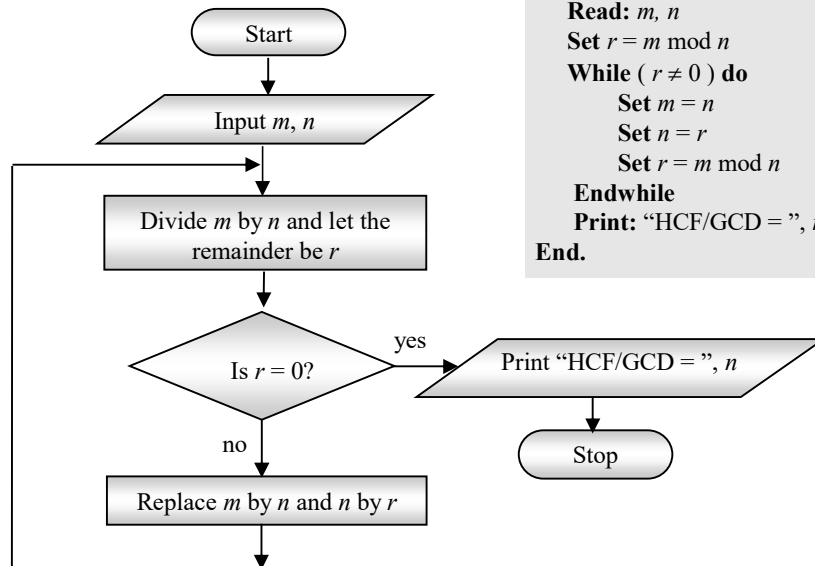 Start
Input m, n
Divide m by n and let the
remainder be r
Is r = 0?
yes
Print “HCF/GCD = ”, n
Stop
no
Replace m by n and n by r
Read: m, n
Set r = m mod n
While ( r ≠ 0 ) do
Set m = n
Set n = r
Set r = m mod n
Endwhile
Print: “HCF/GCD = ”,
End.